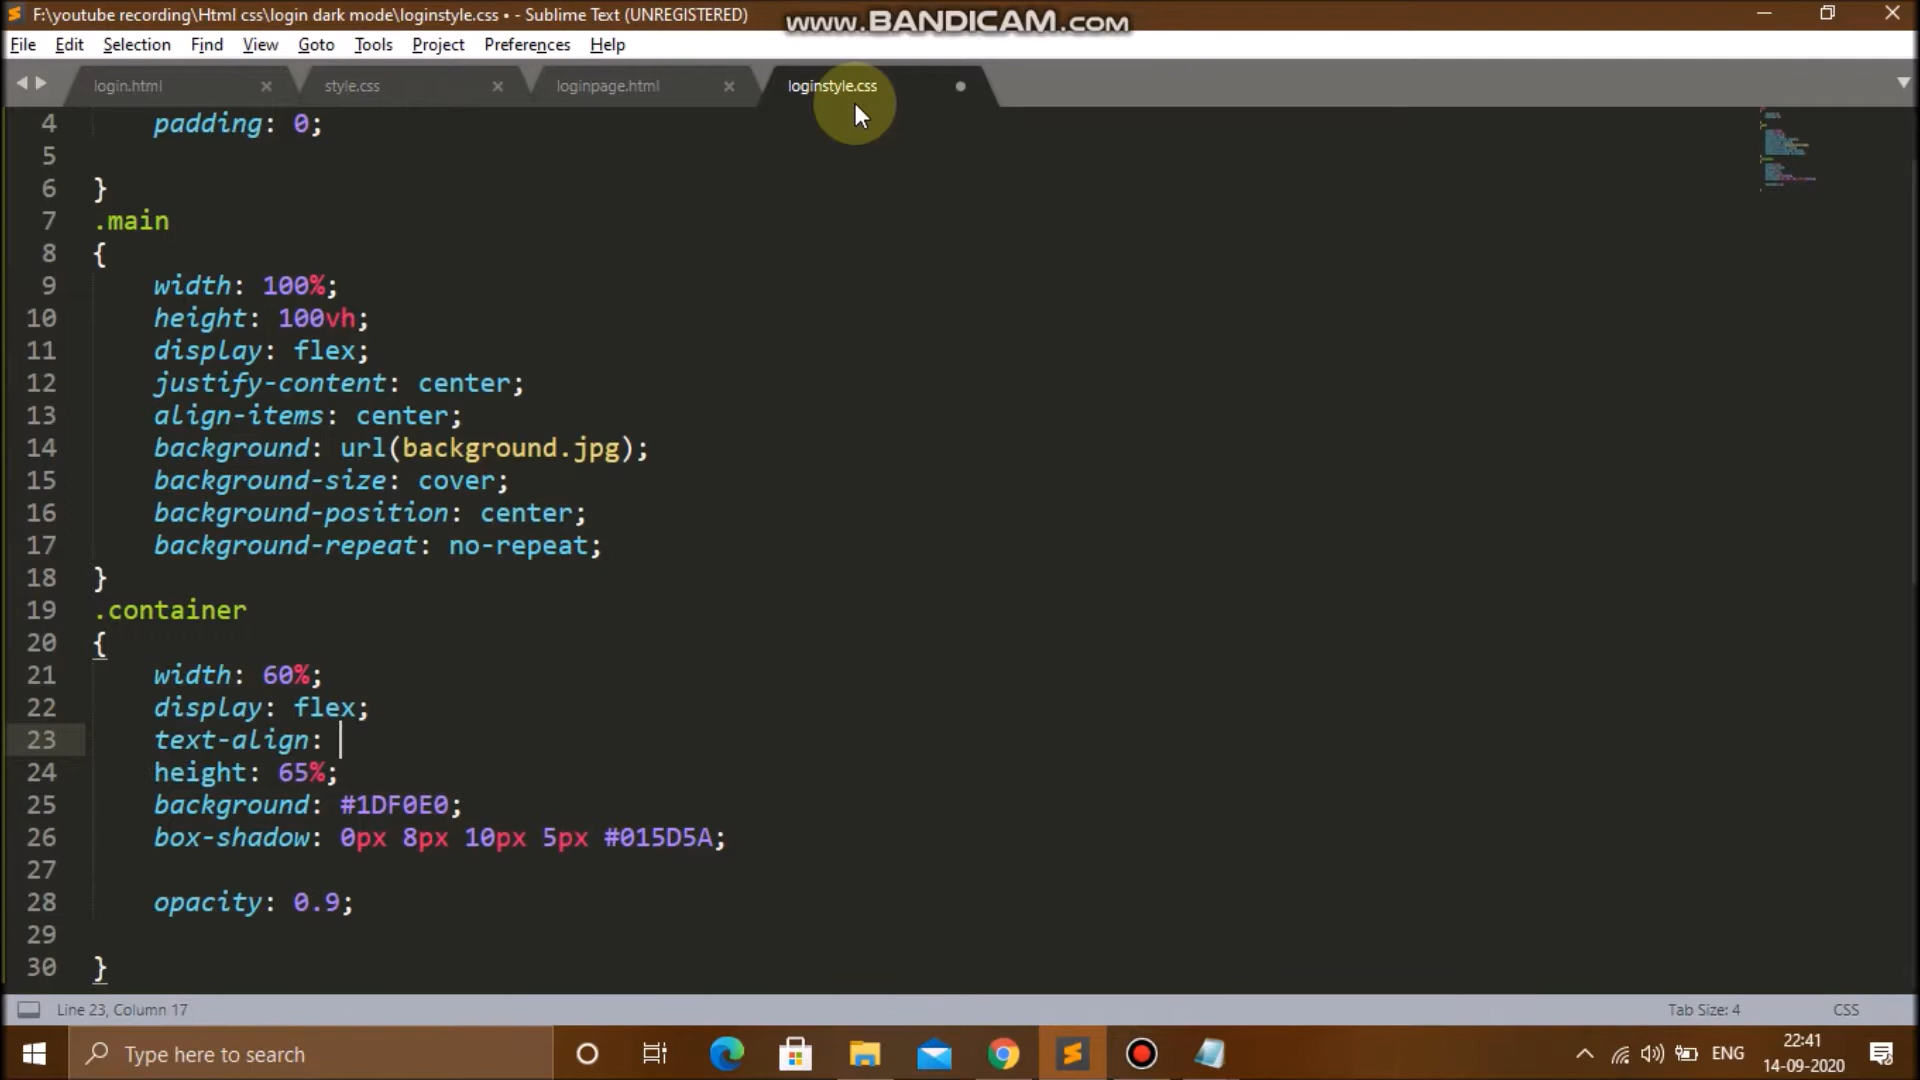 F:\youtube recording\Html css\login dark mode\loginstyle.css • - Sublime Text (UNREGISTERED)
www.BANDICAM.com
File Edit Selection Find View Goto Tools Project Preferences Help
login.html style.css loginpage.html loginstyle.css
4 padding: 0;
5
6 }
7 .main
8 {
9 width: 100%;
10 height: 100vh;
11 display: flex;
12 justify-content: center;
13 align-items: center;
14 background: url(background.jpg);
15 background-size: cover;
16 background-position: center;
17 background-repeat: no-repeat;
18 }
19 .container
20 {
21 width: 60%;
22 display: flex;
23 text-align:
24 height: 65%;
25 background: #1DF0E0;
26 box-shadow: 0px 8px 10px 5px #015D5A;
27
28 opacity: 0.9;
29
30 }
Line 23, Column 17 Tab Size: 4 CSS
Type here to search ENG 22:41
14-09-2020